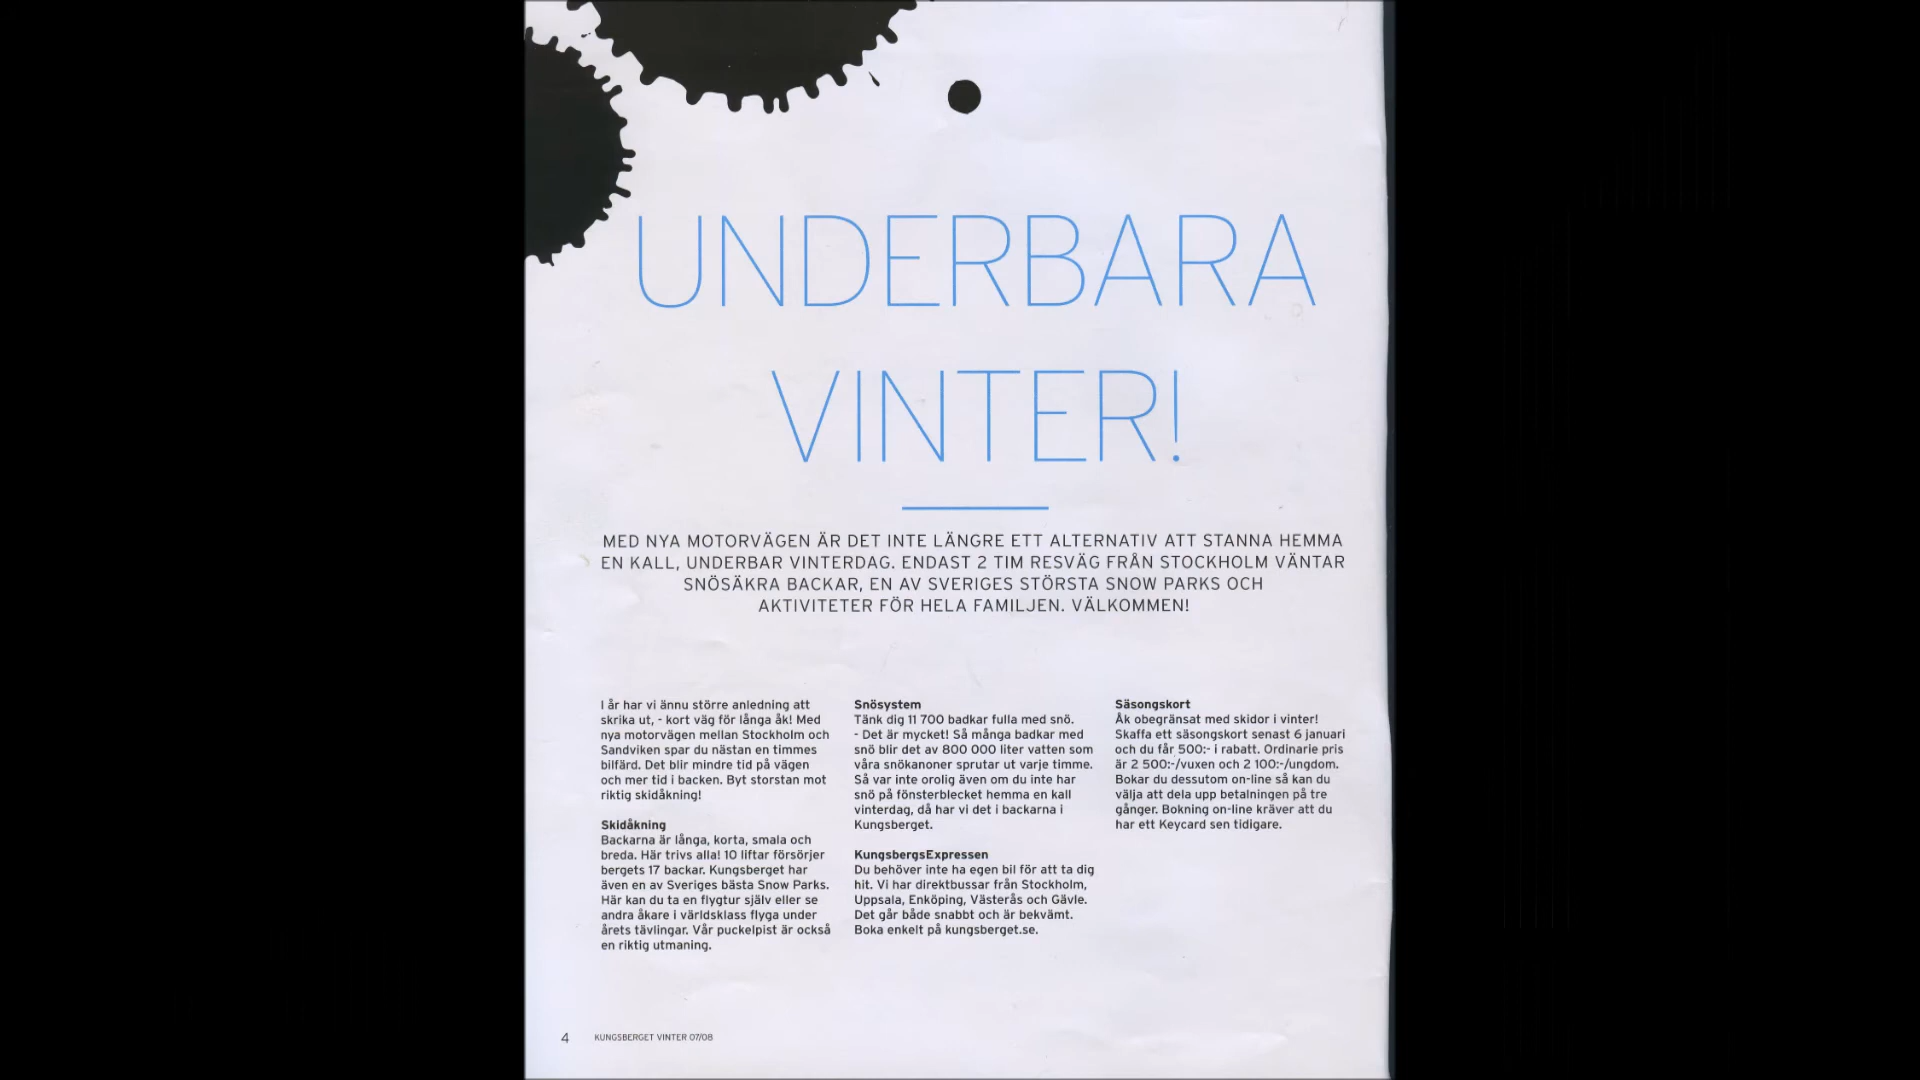 UNDERBARA
VINTER!
MED NYA MOTORVÄGEN ÄR DET INTE LÄNGRE ETT ALTERNATIV ATT STANNA HEMMA
EN KALL, UNDERBAR VINTERDAG. ENDAST 2 TIM RESVÄG FRÅN STOCKHOLM VÄNTAR
SNÖSÄKRA BACKAR, EN AV SVERIGES STÖRSTA SNOW PARKS OCH
AKTIVITETER FÖR HELA FAMILJEN. VÄLKOMMEN!
I år har vi ännu större anledning att
skrika ut, - kort väg för långa åk! Med
nya motorvägen mellan Stockholm och
Sandviken spar du nästan en timmes
bilfärd. Det blir mindre tid på vägen
och mer tid i backen. Byt storstan mot
riktig skidåkning!
Skidåkning
Backarna är långa, korta, smala och
breda. Här trivs alla! 10 liftar försörjer
bergets 17 backar. Kungsberget har
även en av Sveriges bästa Snow Parks.
Här kan du ta en flygtur själv eller se
andra åkare i världsklass flyga under
årets tävlingar. Vår puckelpist är också
en riktig utmaning.
Snösystem
Tänk dig 11 700 badkar fulla med snö.
- Det är mycket! Så många badkar med
snö blir det av 800 000 liter vatten som
våra snökanoner sprutar ut varje timme.
Så var inte orolig även om du inte har
snö på fönsterblecket hemma en kall
vinterdag, då har vi det i backarna i
Kungsberget.
KungsbergsExpressen
Du behöver inte ha egen bil för att ta dig
hit. Vi har direktbussar från Stockholm,
Uppsala, Enköping, Västerås och Gävle.
Det går både snabbt och är bekvämt.
Boka enkelt på kungsberget.se.
Säsongskort
Åk obegränsat med skidor i vinter!
Skaffa ett säsongskort senast 6 januari
och du får 500:- i rabatt. Ordinarie pris
är 2 500:-/vuxen och 2 100:-/ungdom.
Bokar du dessutom on-line så kan du
välja att dela upp betalningen på tre
gånger. Bokning on-line kräver att du
har ett Keycard sen tidigare.
4 KUNGSBERGET VINTER 07/08